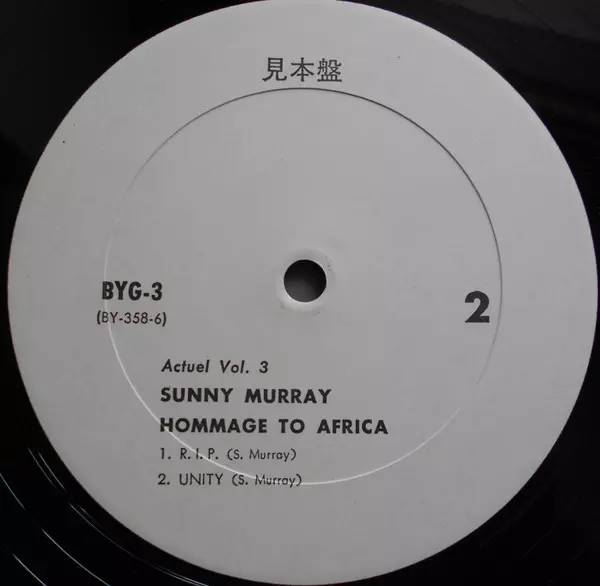 見本盤
BYG-3
(BY-358-6)
2
Actuel Vol. 3
SUNNY MURRAY
HOMMAGE TO AFRICA
1. R. I. P. (S. Murray)
2. UNITY (S. Murray)